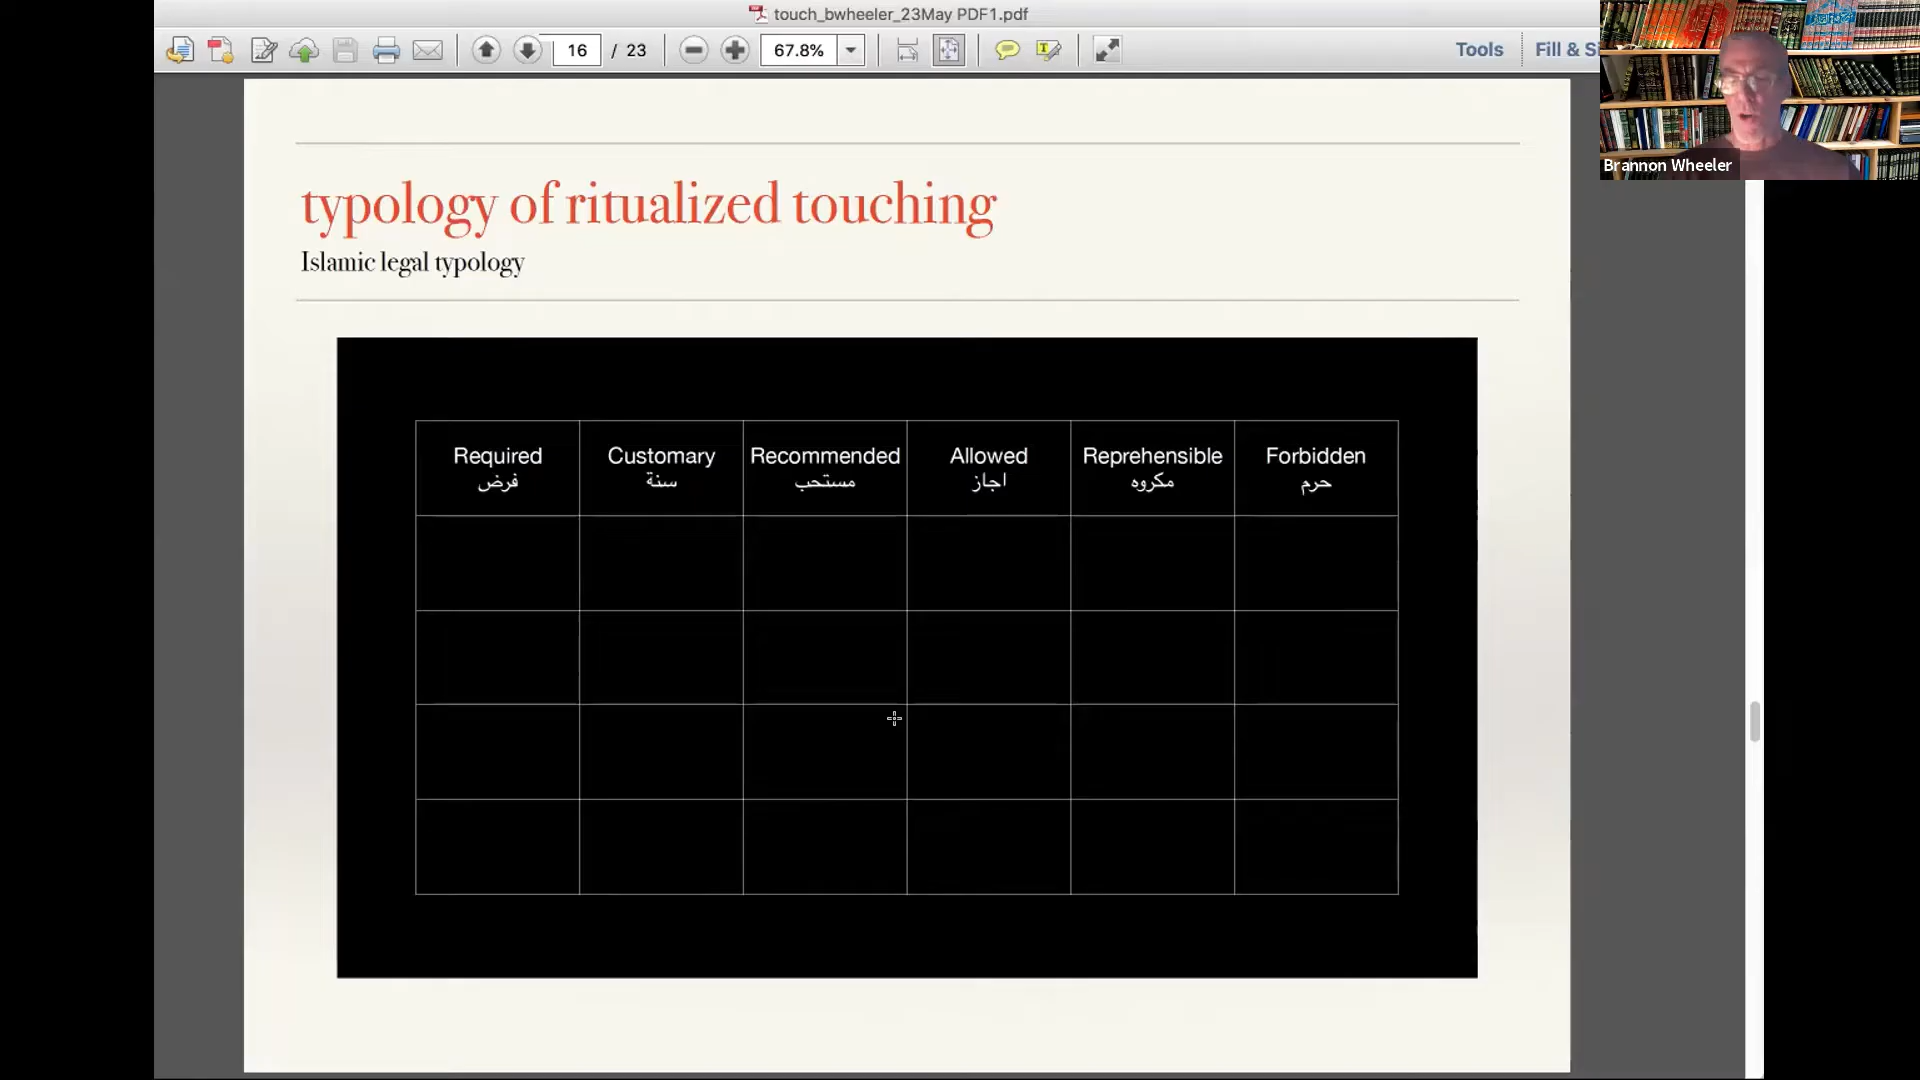 touch_bwheeler_23May PDF1.pdf
16 / 23
67.8%
Tools
Fill & Si
Brannon Wheeler
typology of ritualized touching
Islamic legal typology
Required
فرض
Customary
سنة
Recommended
مستحب
Allowed
اجاز
Reprehensible
مكروه
Forbidden
حرم